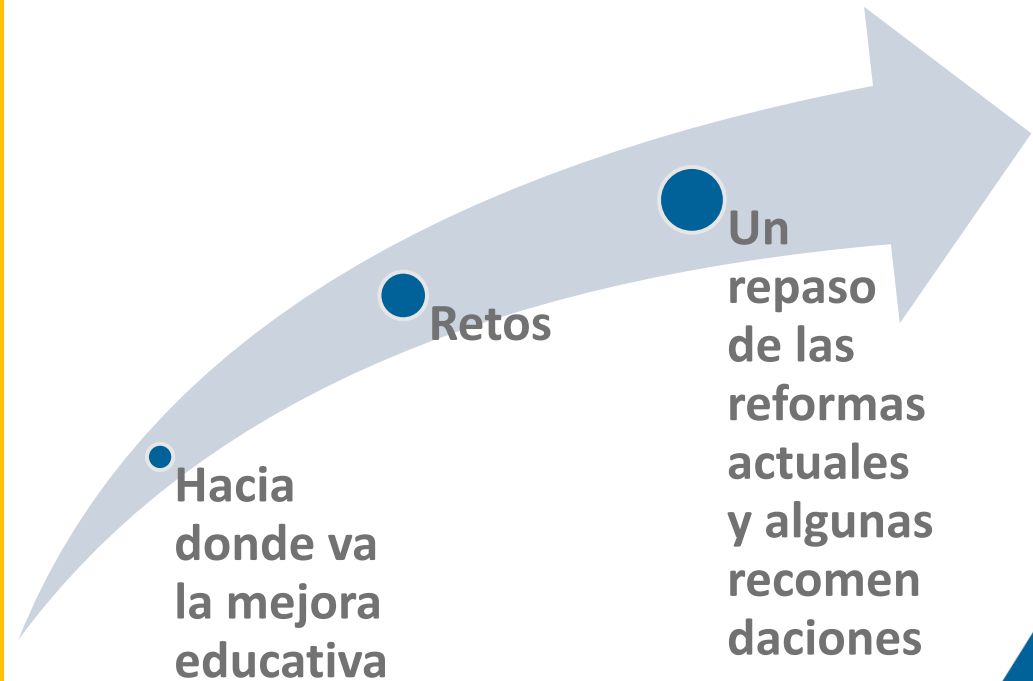 Hacia
donde va
la mejora
educativa
Retos
Un
repaso
de las
reformas
actuales
y algunas
recomen
daciones